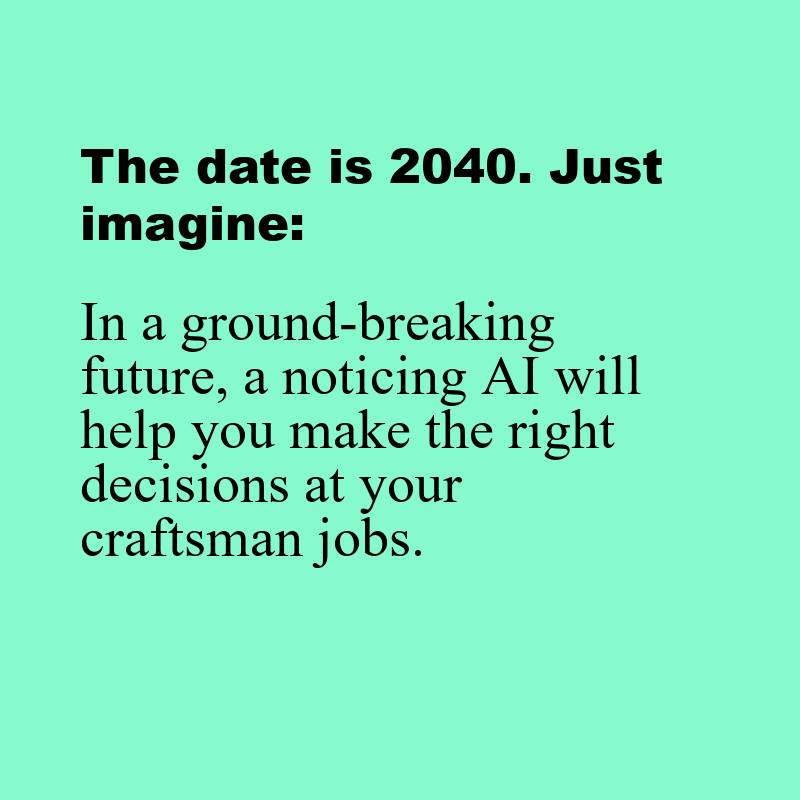 The date is 2040. Just
imagine:
In a ground-breaking
future, a noticing AI will
help you make the right
decisions at your
craftsman jobs.